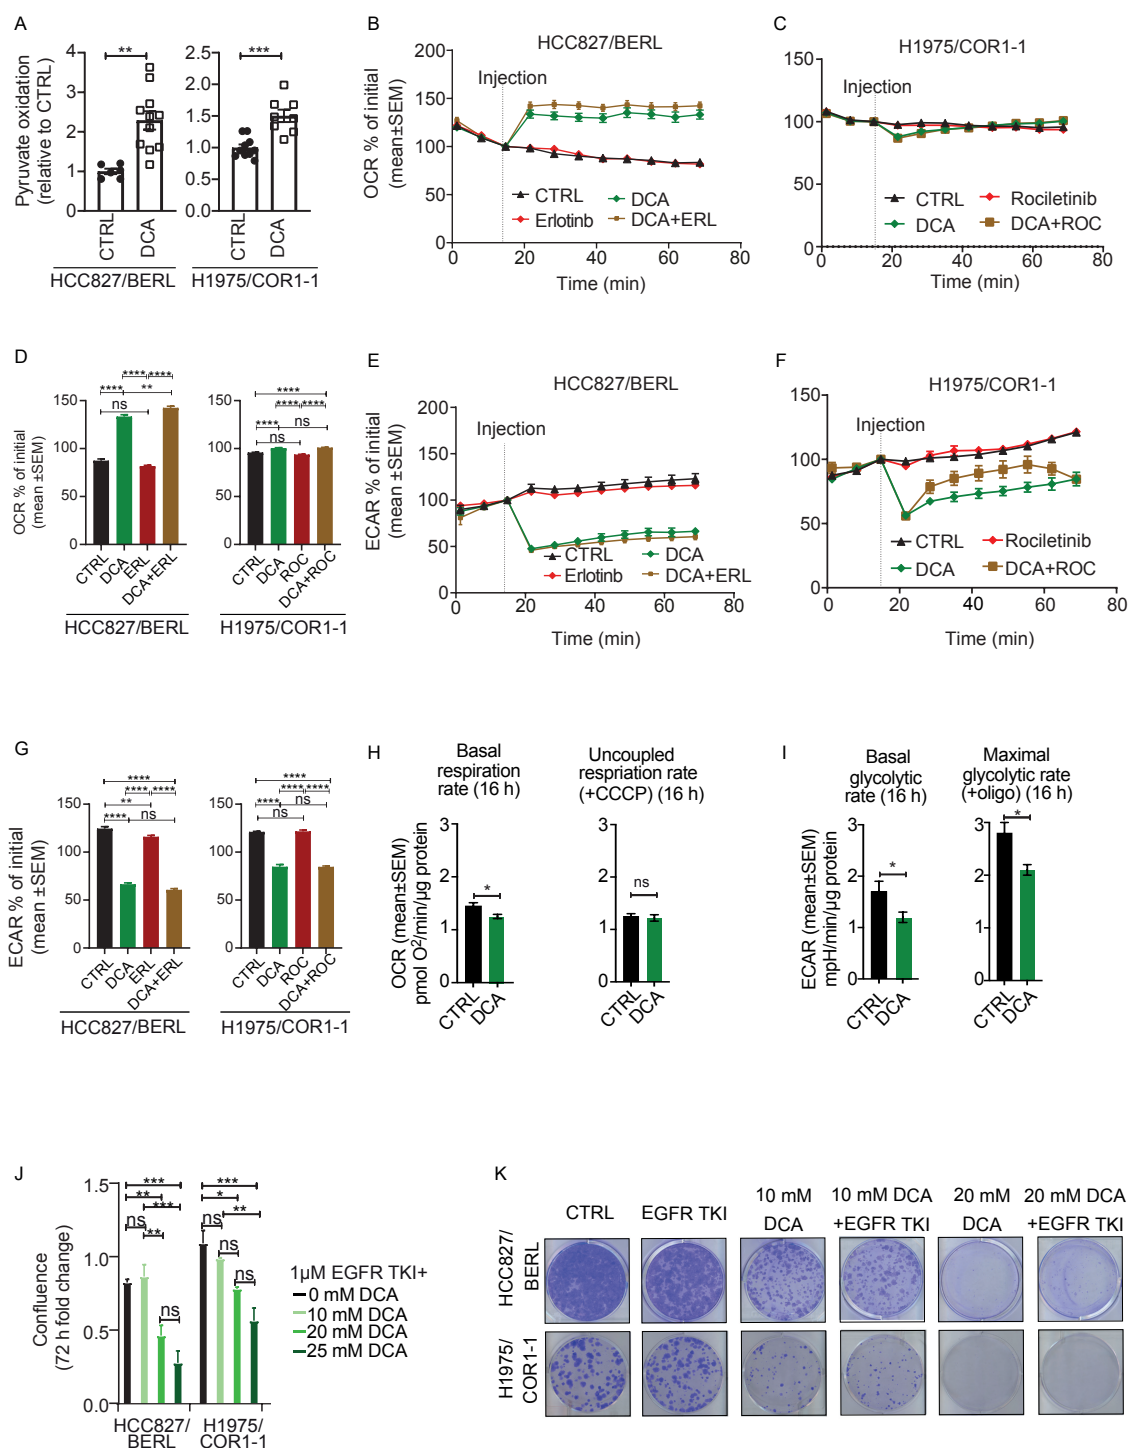 A
Pyruvate oxidation
(relative to CTRL)
4
3
2
1
0
**
CTRL
DCA
HCC827/BERL
2.5
2.0
1.5
1.0
0.5
0.0
***
CTRL
DCA
H1975/COR1-1
B
HCC827/BERL
OCR % of initial
(mean±SEM)
200
150
100
50
0
Injection
CTRL
DCA
Erlotinb
DCA+ERL
0 20 40 60 80
Time (min)
C
H1975/COR1-1
150
100
50
0
Injection
CTRL
Rociletinib
DCA
DCA+ROC
0 20 40 60 80
Time (min)
D
OCR % of initial
(mean ±SEM)
150
100
50
0
**** ****
**** **
ns
CTRL
DCA
ERL
DCA+ERL
HCC827/BERL
150
100
50
0
****
**** ****
**** ns
ns
CTRL
DCA
ROC
DCA+ROC
H1975/COR1-1
E
HCC827/BERL
ECAR % of initial
(mean±SEM)
200
150
100
50
0
Injection
CTRL
DCA
Erlotinb
DCA+ERL
0 20 40 60 80
Time (min)
F
H1975/COR1-1
150
100
50
0
Injection
CTRL
Rociletinib
DCA
DCA+ROC
0 20 40 60 80
Time (min)
G
ECAR % of initial
(mean ±SEM)
150
100
50
0
****
**** ****
**
**** ns
CTRL
DCA
ERL
DCA+ERL
HCC827/BERL
150
100
50
0
****
**** ****
**** ns
ns
CTRL
DCA
ROC
DCA+ROC
H1975/COR1-1
H
Basal
respiration
rate (16 h)
OCR (mean±SEM)
pmol O²/min/µg protein
3
2
1
0
*
CTRL
DCA
Uncoupled
respriation rate
(+CCCP) (16 h)
3
2
1
0
ns
CTRL
DCA
I
Basal
glycolytic
rate (16 h)
ECAR (mean±SEM)
mpH/min/µg protein
3
2
1
0
*
CTRL
DCA
Maximal
glycolytic rate
(+oligo) (16 h)
3
2
1
0
*
CTRL
DCA
J
Confluence
(72 h fold change)
1.5
1.0
0.5
0.0
***
**
***
ns
**
ns
***
*
**
ns
ns
ns
HCC827/
BERL
H1975/
COR1-1
1µM EGFR TKI+
0 mM DCA
10 mM DCA
20 mM DCA
25 mM DCA
K
CTRL
EGFR TKI
10 mM
DCA
10 mM DCA
+EGFR TKI
20 mM
DCA
20 mM DCA
+EGFR TKI
HCC827/
BERL
H1975/
COR1-1